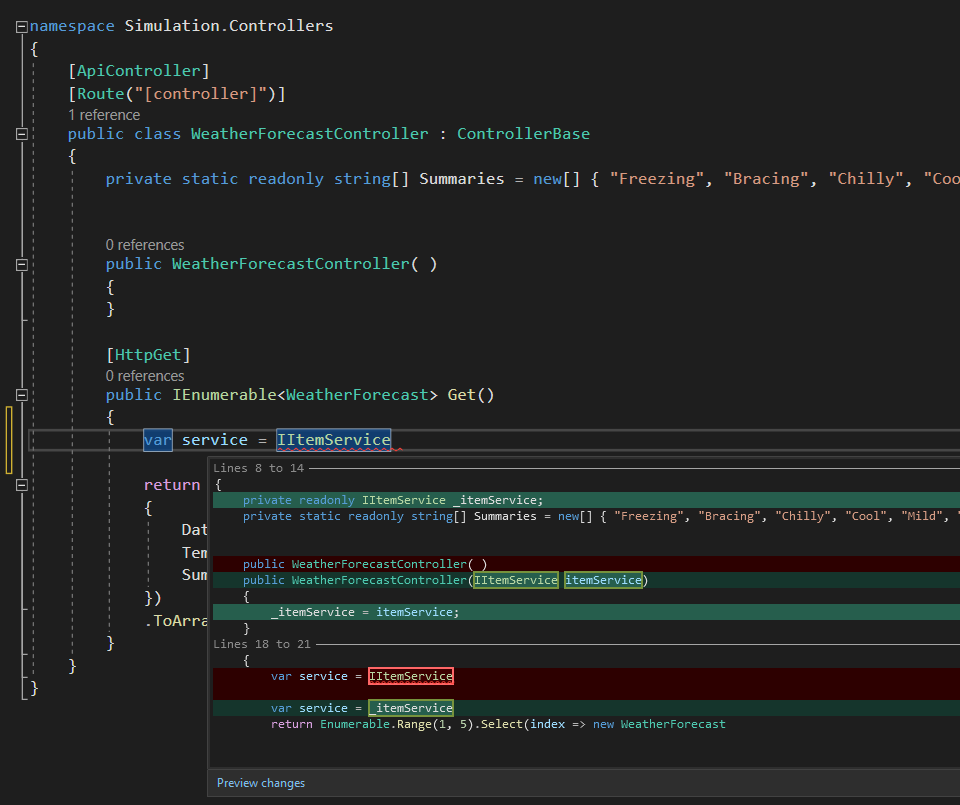 namespace Simulation.Controllers
{
[ApiController]
[Route("[controller]")]
1 reference
public class WeatherForecastController : ControllerBase
{
private static readonly string[] Summaries = new[] { "Freezing", "Bracing", "Chilly", "Coo
0 references
public WeatherForecastController( )
{
}
[HttpGet]
0 references
public IEnumerable<WeatherForecast> Get()
{
var service = IItemService
return
{
Dat
Tem
Sum
})
.ToArra
}
}
}
Lines 8 to 14
{
private readonly IItemService _itemService;
private static readonly string[] Summaries = new[] { "Freezing", "Bracing", "Chilly", "Cool", "Mild", "
public WeatherForecastController( )
public WeatherForecastController(IItemService itemService)
{
_itemService = itemService;
}
Lines 18 to 21
{
var service = IItemService
var service = _itemService
return Enumerable.Range(1, 5).Select(index => new WeatherForecast
Preview changes